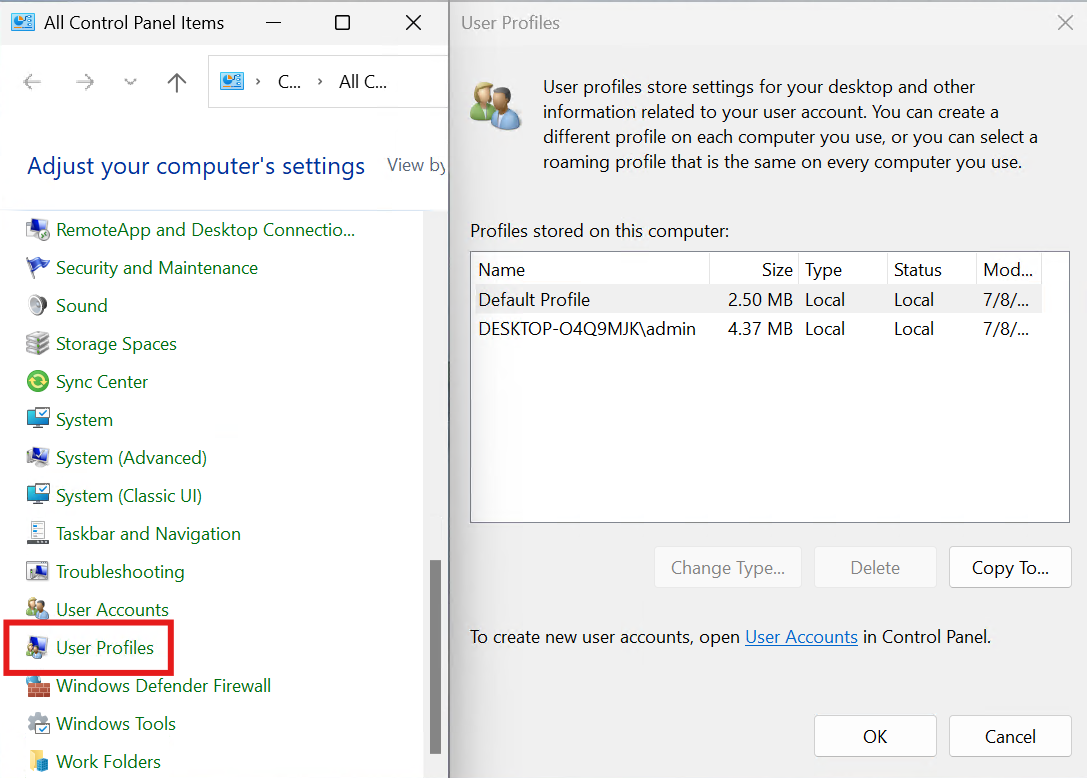 All Control Panel Items
C... All C...
Adjust your computer's settings View by
RemoteApp and Desktop Connectio...
Security and Maintenance
Sound
Storage Spaces
Sync Center
System
System (Advanced)
System (Classic UI)
Taskbar and Navigation
Troubleshooting
User Accounts
User Profiles
Windows Defender Firewall
Windows Tools
Work Folders
User Profiles
User profiles store settings for your desktop and other
information related to your user account. You can create a
different profile on each computer you use, or you can select a
roaming profile that is the same on every computer you use.
Profiles stored on this computer:
Name Size Type Status Mod...
Default Profile 2.50 MB Local Local 7/8/...
DESKTOP-O4Q9MJK\admin 4.37 MB Local Local 7/8/...
Change Type... Delete Copy To...
To create new user accounts, open User Accounts in Control Panel.
OK Cancel